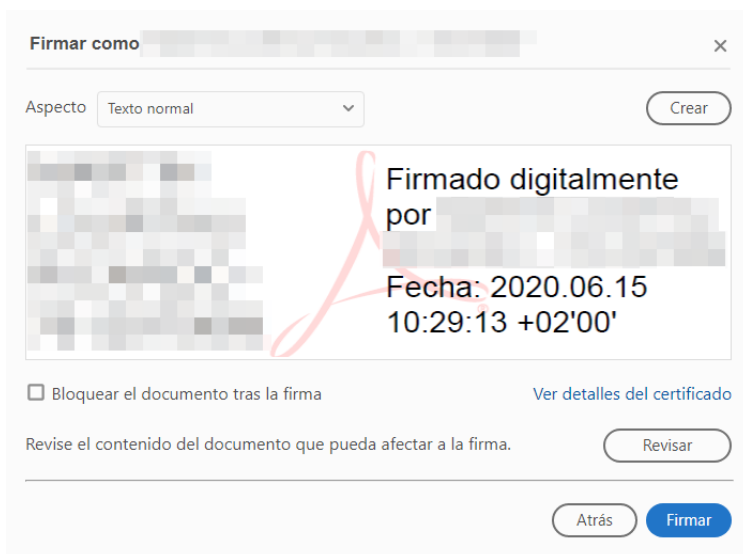 Firmar como
Aspecto
Texto normal
Crear
Firmado digitalmente
por
Fecha: 2020.06.15
10:29:13 +02'00'
Bloquear el documento tras la firma
Ver detalles del certificado
Revise el contenido del documento que pueda afectar a la firma.
Revisar
Atrás
Firmar